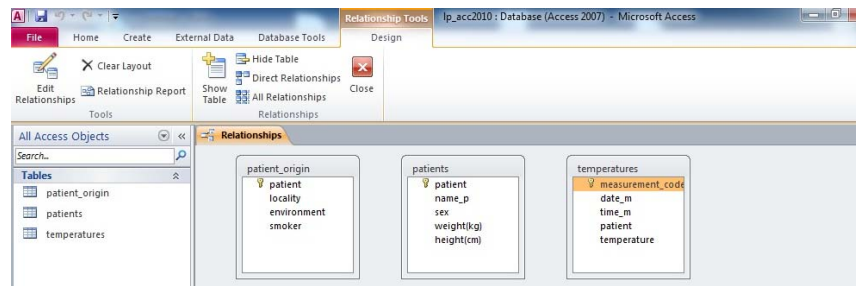 A
Relationship Tools
lp_acc2010 : Database (Access 2007) - Microsoft Access
File Home Create External Data Database Tools Design
Edit Relationships
Clear Layout
Relationship Report
Tools
Show Table
Hide Table
Direct Relationships
All Relationships
Relationships
Close
All Access Objects
Search...
Tables
patient_origin
patients
temperatures
Relationships
patient_origin
patient
locality
environment
smoker
patients
patient
name_p
sex
weight(kg)
height(cm)
temperatures
measurement_code
date_m
time_m
patient
temperature